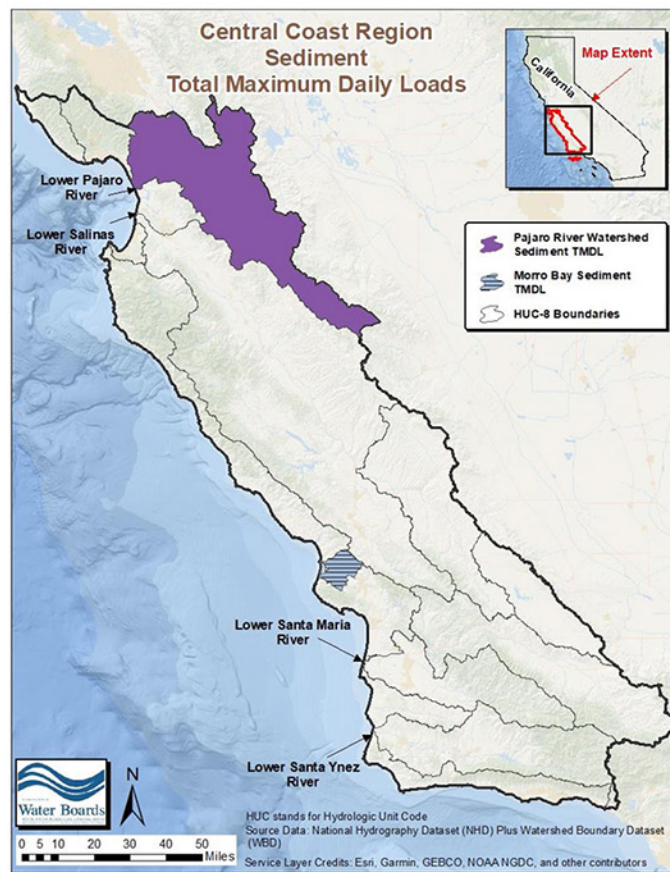 Central Coast Region
Sediment
Total Maximum Daily Loads
Map Extent
California
Lower Pajaro
River
Lower Salinas
River
Pajaro River Watershed
Sediment TMDL
Morro Bay Sediment
TMDL
HUC-8 Boundaries
Lower Santa Maria
River
Lower Santa Ynez
River
Water Boards
N
0 5 10 20 30 40 50
Miles
HUC stands for Hydrologic Unit Code
Source Data: National Hydrography Dataset (NHD) Plus Watershed Boundary Dataset
(WBD)
Service Layer Credits: Esri, Garmin, GEBCO, NOAA NGDC, and other contributors